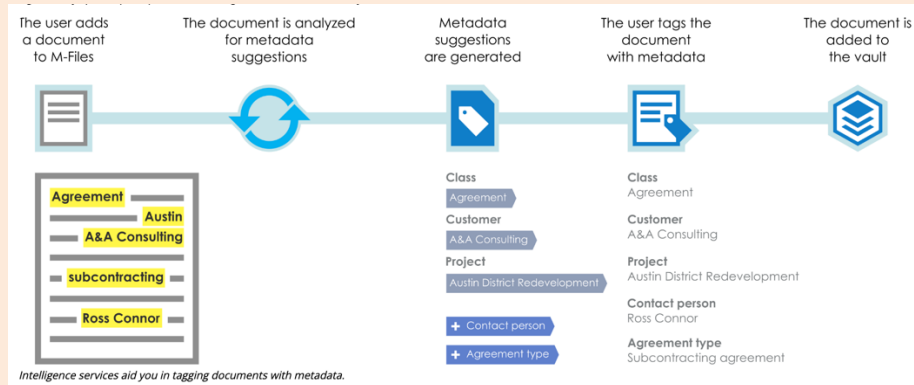 The user adds
a document
to M-Files
The document is analyzed
for metadata
suggestions
Metadata
suggestions
are generated
The user tags the
document
with metadata
The document is
added to
the vault
Agreement
Austin
A&A Consulting
subcontracting
Ross Connor
Class
Agreement
Customer
A&A Consulting
Project
Austin District Redevelopment
+ Contact person
+ Agreement type
Class
Agreement
Customer
A&A Consulting
Project
Austin District Redevelopment
Contact person
Ross Connor
Agreement type
Subcontracting agreement
Intelligence services aid you in tagging documents with metadata.